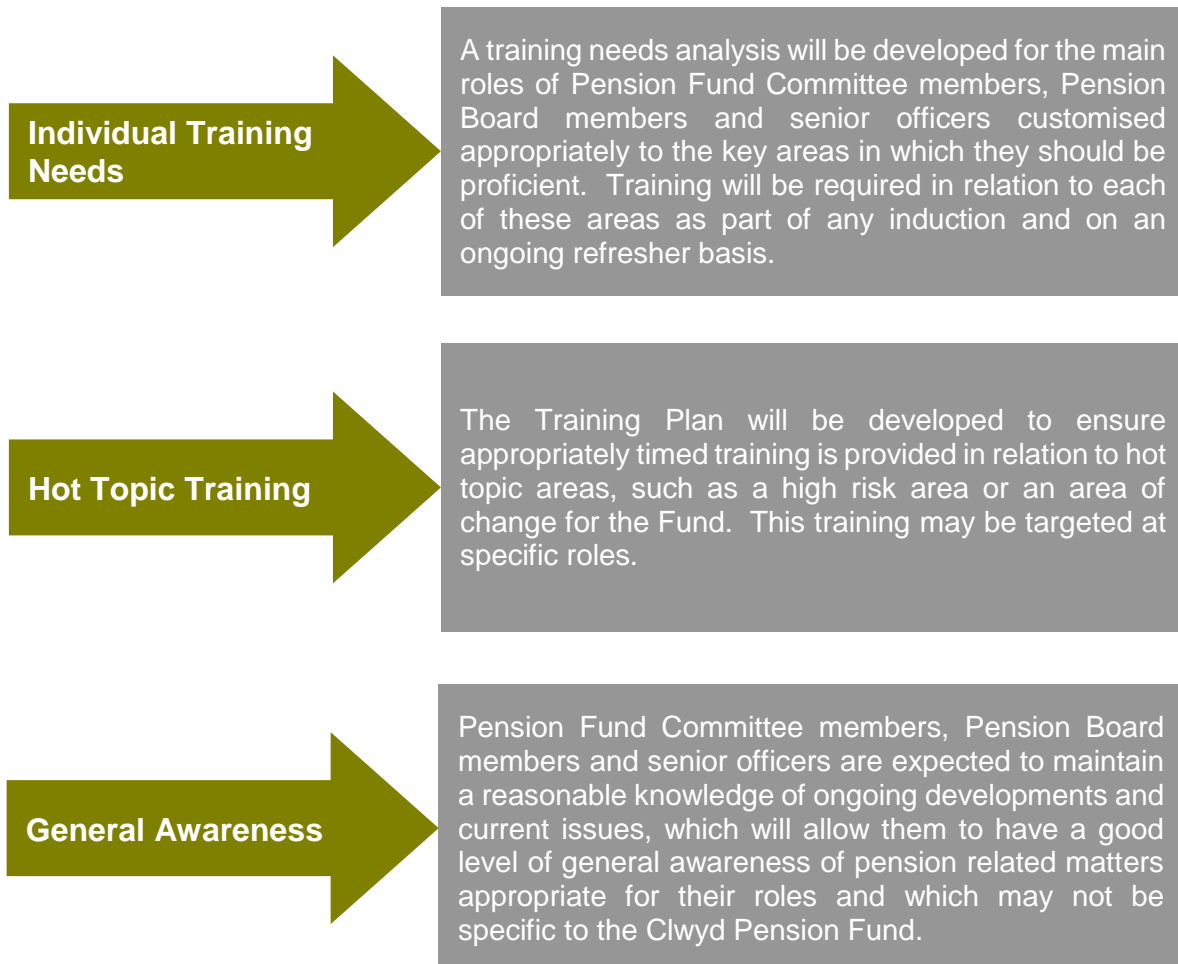 Individual Training
Needs
A training needs analysis will be developed for the main
roles of Pension Fund Committee members, Pension
Board members and senior officers customised
appropriately to the key areas in which they should be
proficient.  Training will be required in relation to each
of these areas as part of any induction and on an
ongoing refresher basis.
Hot Topic Training
The Training Plan will be developed to ensure
appropriately timed training is provided in relation to hot
topic areas, such as a high risk area or an area of
change for the Fund.  This training may be targeted at
specific roles.
General Awareness
Pension Fund Committee members, Pension Board
members and senior officers are expected to maintain
a reasonable knowledge of ongoing developments and
current issues, which will allow them to have a good
level of general awareness of pension related matters
appropriate for their roles and which may not be
specific to the Clwyd Pension Fund.